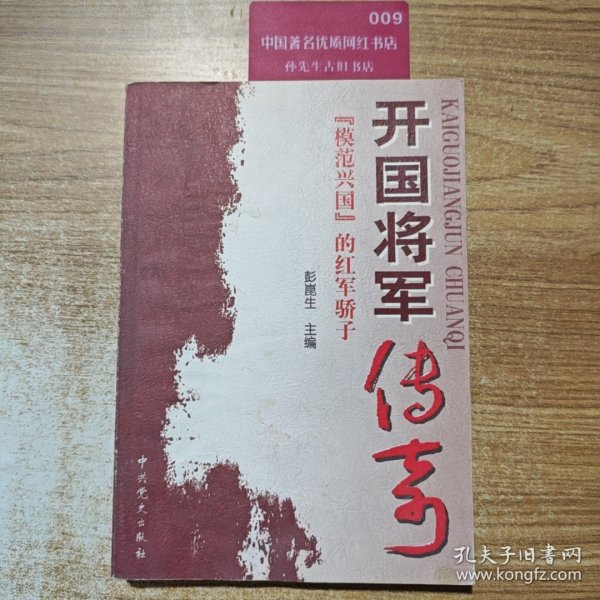 009
中国著名优质网红书店
孙先生古旧书店
KAIGUOJIANGJUN CHUANQI
开国将军
传奇
『模范兴国』的红军骄子
彭崑生 主编
中共党史出版社
孔夫子旧书网
www.kongfz.com